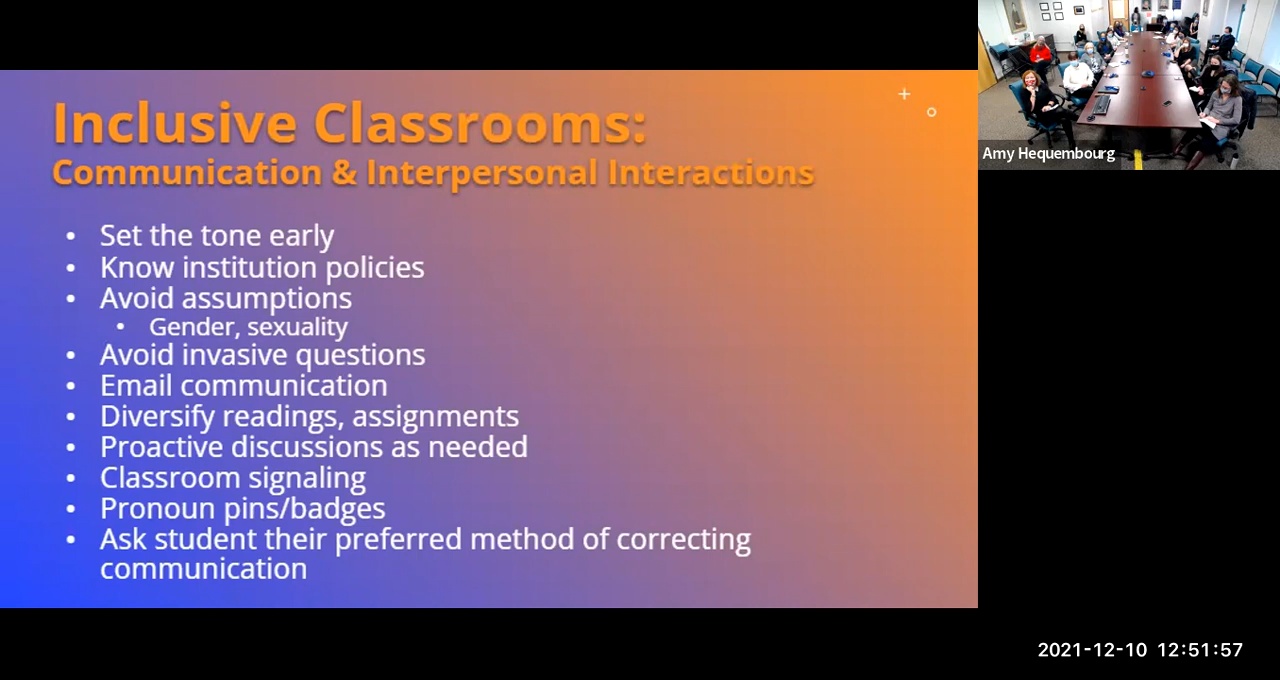 Inclusive Classrooms:
Communication & Interpersonal Interactions
• Set the tone early
• Know institution policies
• Avoid assumptions
• Gender, sexuality
• Avoid invasive questions
• Email communication
• Diversify readings, assignments
• Proactive discussions as needed
• Classroom signaling
• Pronoun pins/badges
• Ask student their preferred method of correcting
communication
Amy Hequembourg
2021-12-10 12:51:57